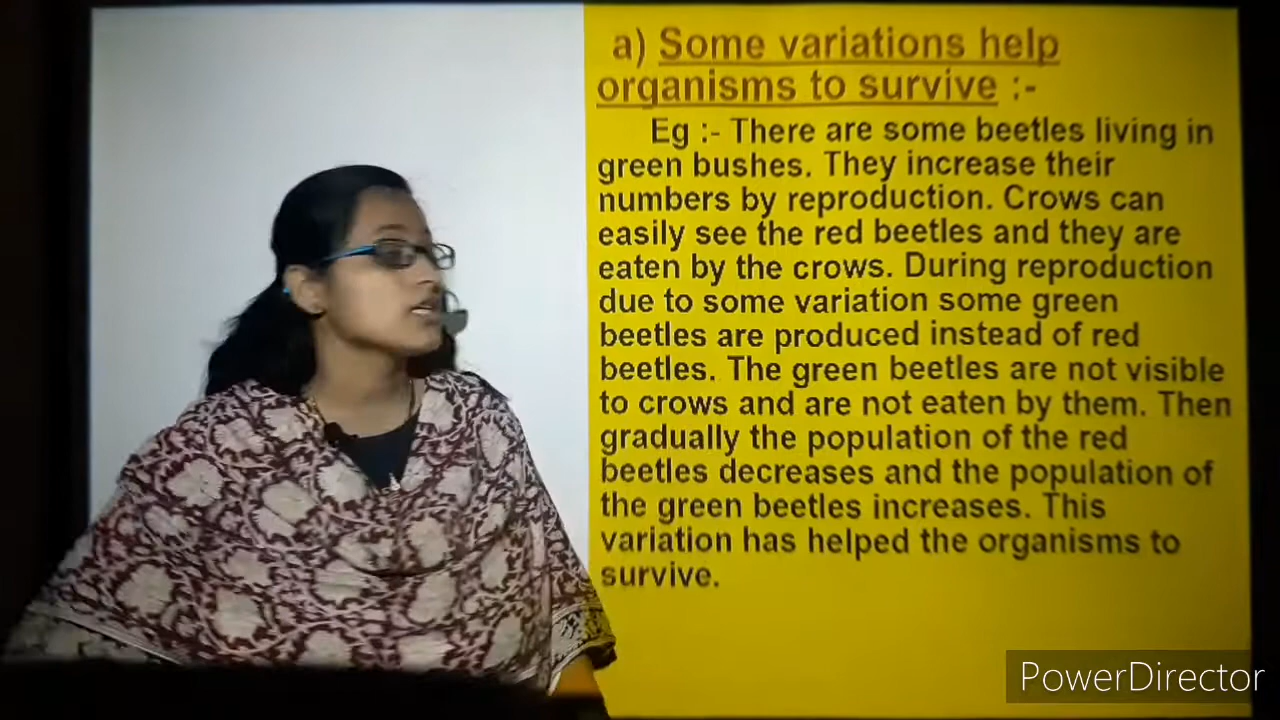 a) Some variations help
organisms to survive :-
Eg :- There are some beetles living in
green bushes. They increase their
numbers by reproduction. Crows can
easily see the red beetles and they are
eaten by the crows. During reproduction
due to some variation some green
beetles are produced instead of red
beetles. The green beetles are not visible
to crows and are not eaten by them. Then
gradually the population of the red
beetles decreases and the population of
the green beetles increases. This
variation has helped the organisms to
survive.
PowerDirector